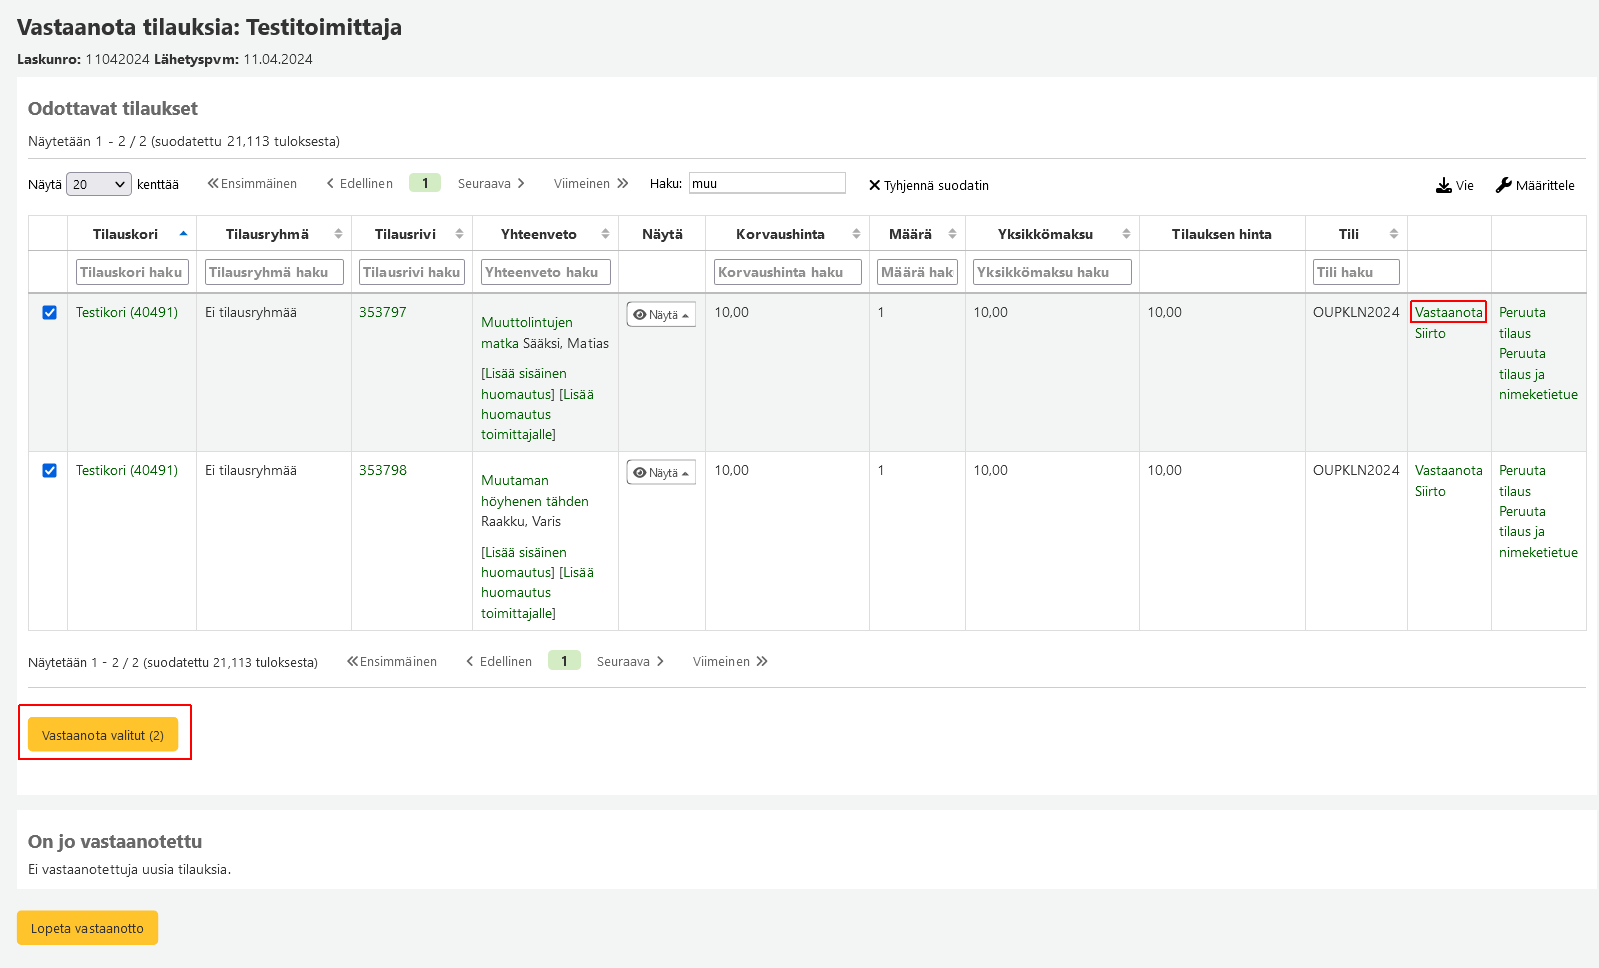 Vastaanota tilauksia: Testitoimittaja
Laskunro: 11042024 Lähetyspvm: 11.04.2024
Odottavat tilaukset
Näytetään 1 - 2 / 2 (suodatettu 21,113 tuloksesta)
Näytä 20 kenttää Ensimmäinen Edellinen 1 Seuraava Viimeinen Haku: muu Tyhjennä suodatin Vie Määrittele
Tilauskori Tilausryhmä Tilausrivi Yhteenveto Näytä Korvaushinta Määrä Yksikkömaksu Tilauksen hinta Tili
Tilauskori haku Tilausryhmä haku Tilausrivi haku Yhteenveto haku Korvaushinta haku Määrä hak Yksikkömaksu haku Tili haku
Testikori (40491) Ei tilausryhmää 353797 Näytä 10,00 1 10,00 10,00 OUPKLN2024 Vastaanota Peruuta
Muuttolintujen
matka Sääksi, Matias
Siirto
tilaus
Peruuta
[Lisää sisäinen
tilaus ja
huomautus] [Lisää
nimeketietue
huomautus
toimittajalle]
Testikori (40491) Ei tilausryhmää 353798 Näytä 10,00 1 10,00 10,00 OUPKLN2024 Vastaanota Peruuta
Muutaman
höyhenen tähden
Siirto
tilaus
Raakku, Varis
Peruuta
tilaus ja
[Lisää sisäinen
nimeketietue
huomautus] [Lisää
huomautus
toimittajalle]
Näytetään 1 - 2 / 2 (suodatettu 21,113 tuloksesta) Ensimmäinen Edellinen 1 Seuraava Viimeinen
Vastaanota valitut (2)
On jo vastaanotettu
Ei vastaanotettuja uusia tilauksia.
Lopeta vastaanotto